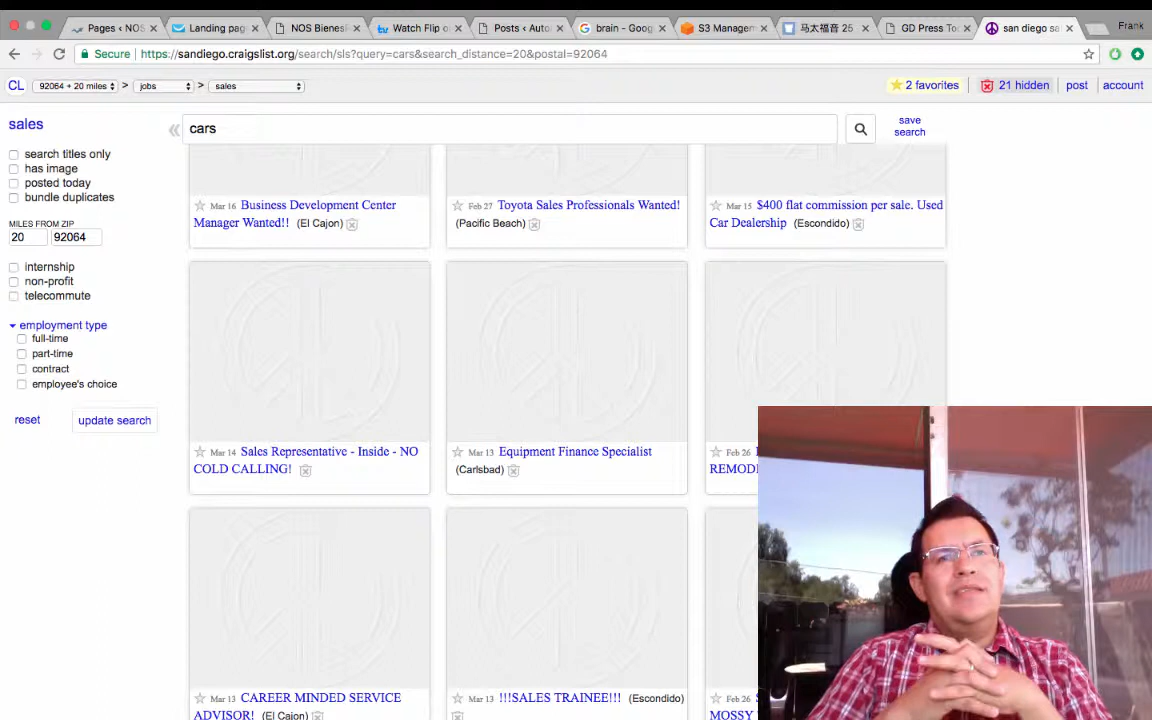 Pages ‹ NOS
Landing page
NOS Bienes
Watch Flip o
Posts ‹ Auto
brain - Goog
S3 Managem
马太福音 25
GD Press To
san diego sa
Frank
Secure
https://sandiego.craigslist.org/search/sls?query=cars&search_distance=20&postal=92064
CL
92064 + 20 miles
>
jobs
>
sales
2 favorites
21 hidden
post
account
sales
«
cars
save
search
search titles only
has image
posted today
bundle duplicates
MILES FROM ZIP
20
92064
internship
non-profit
telecommute
employment type
full-time
part-time
contract
employee's choice
reset
update search
Mar 16 Business Development Center
Manager Wanted!! (El Cajon)
Feb 27 Toyota Sales Professionals Wanted!
(Pacific Beach)
Mar 15 $400 flat commission per sale. Used
Car Dealership (Escondido)
Mar 14 Sales Representative - Inside - NO
COLD CALLING!
Mar 13 Equipment Finance Specialist
(Carlsbad)
Feb 26
REMOD
Mar 13 CAREER MINDED SERVICE
ADVISOR! (El Cajon)
Mar 13 !!!SALES TRAINEE!!! (Escondido)
Feb 26
MOSSY